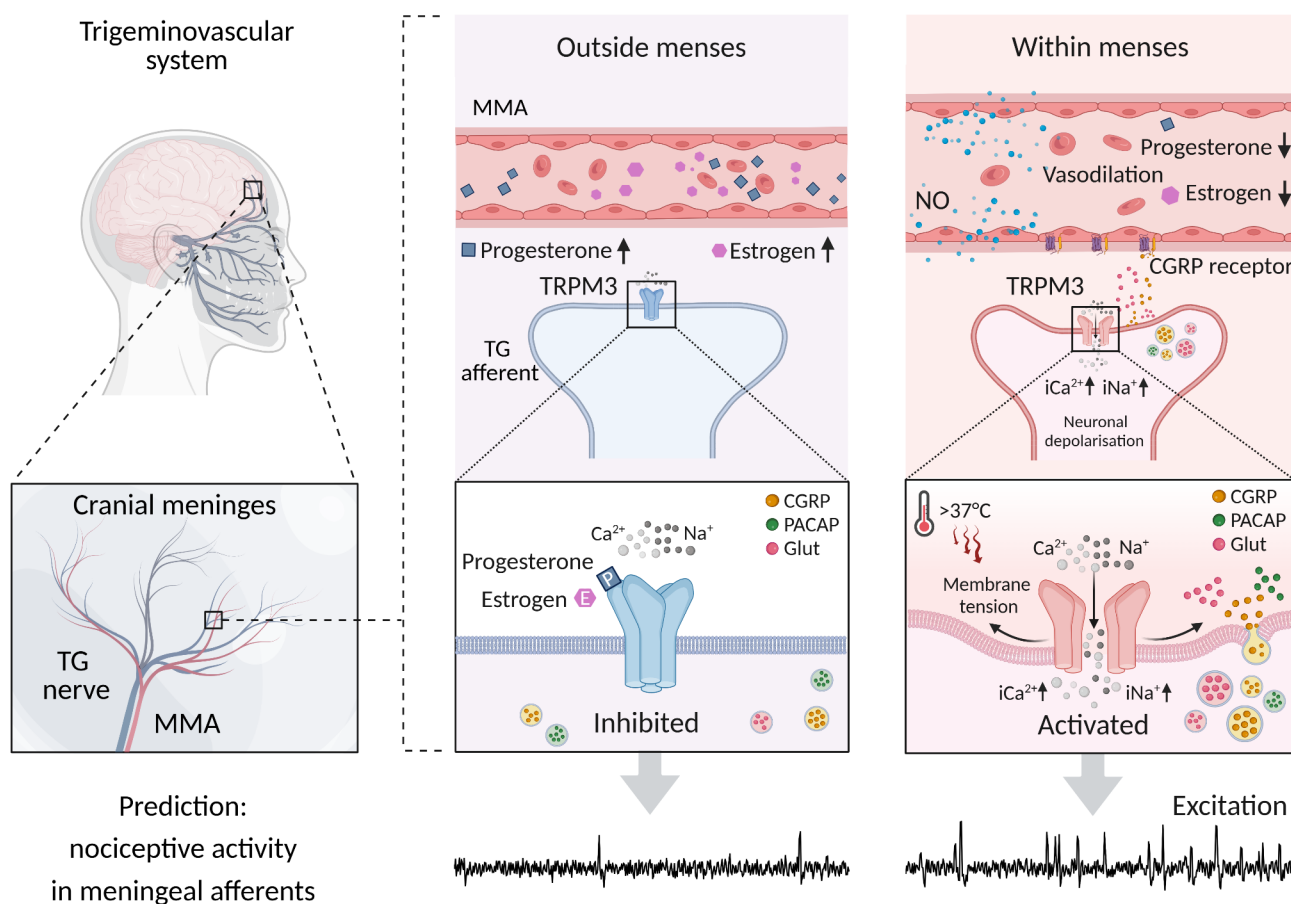 Trigeminovascular
system
Cranial meninges
TG
nerve
MMA
Prediction:
nociceptive activity
in meningeal afferents
Outside menses
MMA
Progesterone
Estrogen
TRPM3
TG
afferent
CGRP
PACAP
Glut
Ca²⁺
Na⁺
Progesterone
P
Estrogen
E
Inhibited
Within menses
Progesterone
Vasodilation
Estrogen
NO
CGRP receptor
TRPM3
iCa²⁺ iNa⁺
Neuronal
depolarisation
>37°C
CGRP
PACAP
Glut
Ca²⁺
Na⁺
Membrane
tension
iCa²⁺
iNa⁺
Activated
Excitation